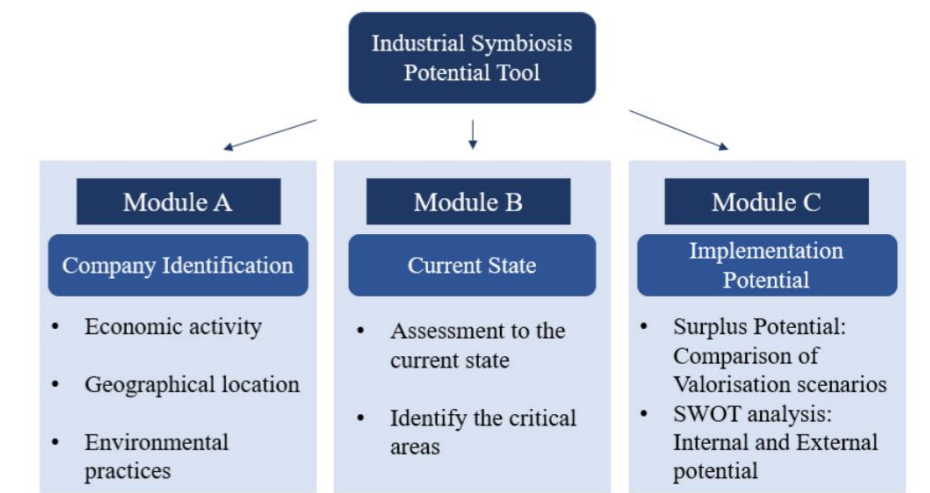 Industrial Symbiosis
Potential Tool
Module A
Company Identification
• Economic activity
• Geographical location
• Environmental
practices
Module B
Current State
• Assessment to the
current state
• Identify the critical
areas
Module C
Implementation
Potential
• Surplus Potential:
Comparison of
Valorisation scenarios
• SWOT analysis:
Internal and External
potential